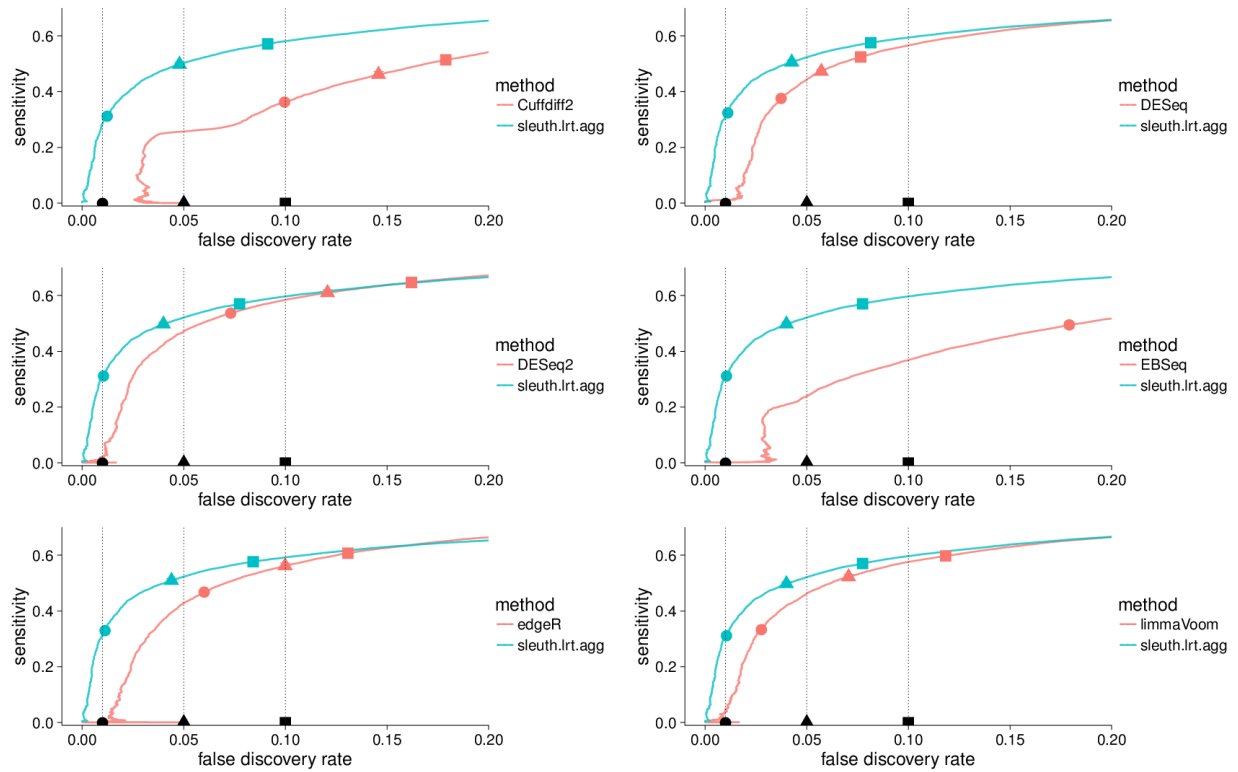 sensitivity
0.6
0.4
0.2
0.0
0.00 0.05 0.10 0.15 0.20
false discovery rate
method
Cuffdiff2
sleuth.lrt.agg
sensitivity
0.6
0.4
0.2
0.0
0.00 0.05 0.10 0.15 0.20
false discovery rate
method
DESeq
sleuth.lrt.agg
sensitivity
0.6
0.4
0.2
0.0
0.00 0.05 0.10 0.15 0.20
false discovery rate
method
DESeq2
sleuth.lrt.agg
sensitivity
0.6
0.4
0.2
0.0
0.00 0.05 0.10 0.15 0.20
false discovery rate
method
EBSeq
sleuth.lrt.agg
sensitivity
0.6
0.4
0.2
0.0
0.00 0.05 0.10 0.15 0.20
false discovery rate
method
edgeR
sleuth.lrt.agg
sensitivity
0.6
0.4
0.2
0.0
0.00 0.05 0.10 0.15 0.20
false discovery rate
method
limmaVoom
sleuth.lrt.agg